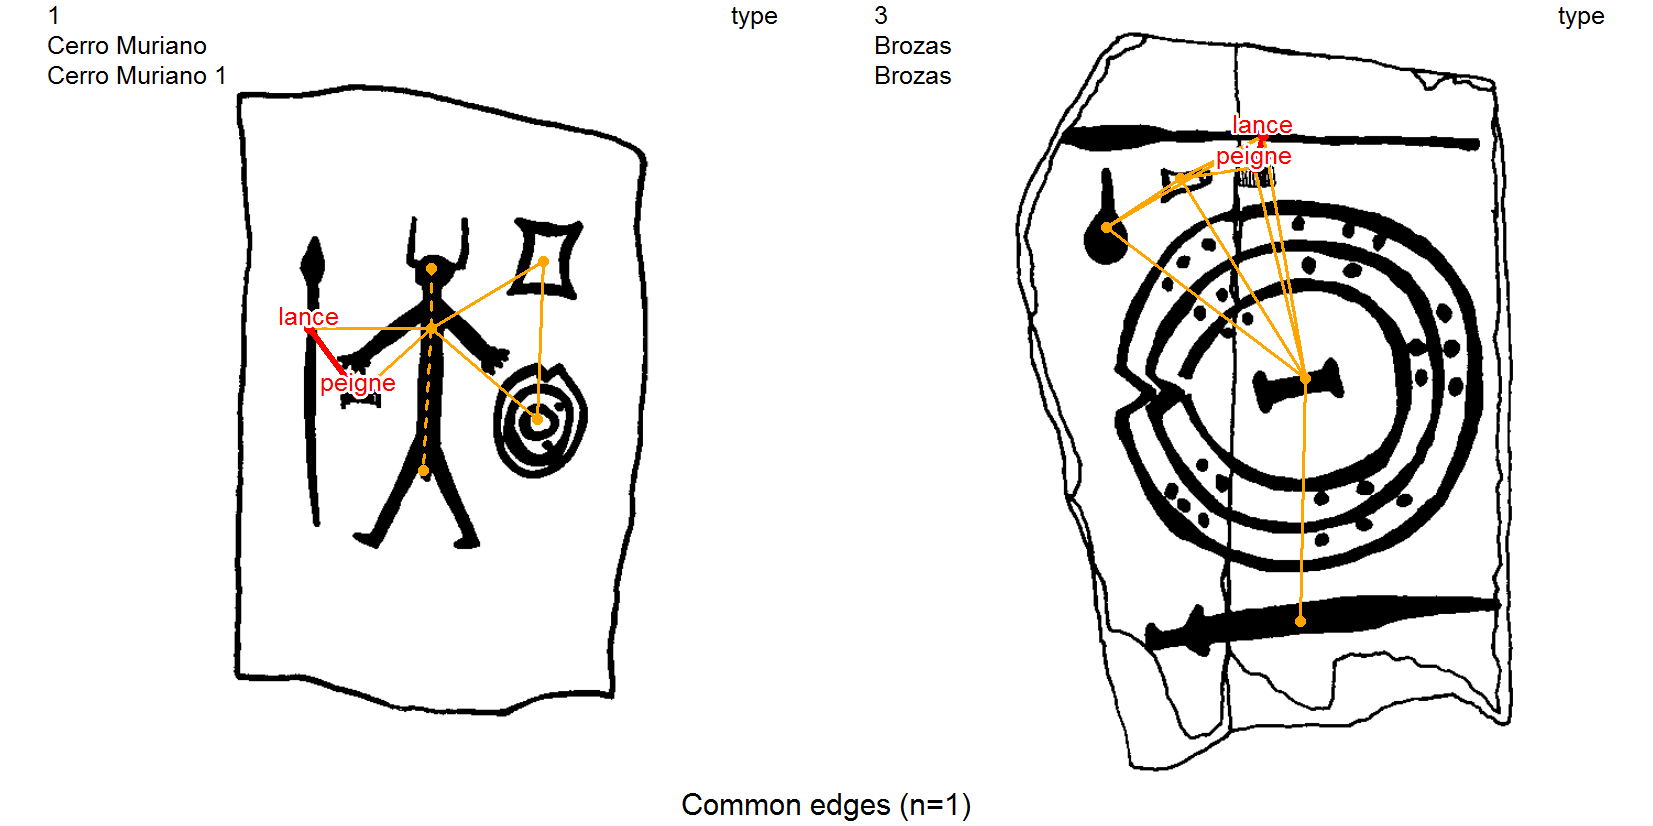 1
Cerro Muriano
Cerro Muriano 1
type
3
Brozas
Brozas
type
lance
peigne
lance
peigne
Common edges (n=1)